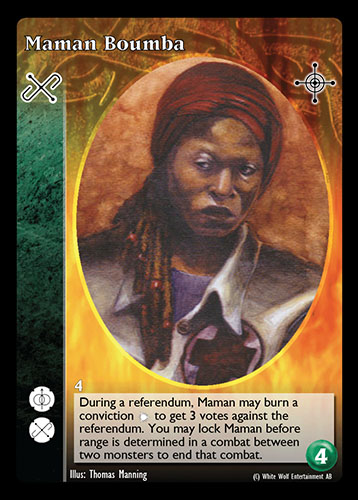 Maman Boumba
4
During a referendum, Maman may burn a
conviction to get 3 votes against the
referendum. You may lock Maman before
range is determined in a combat between
two monsters to end that combat.
4
Illus: Thomas Manning
(C) White Wolf Entertainment AB